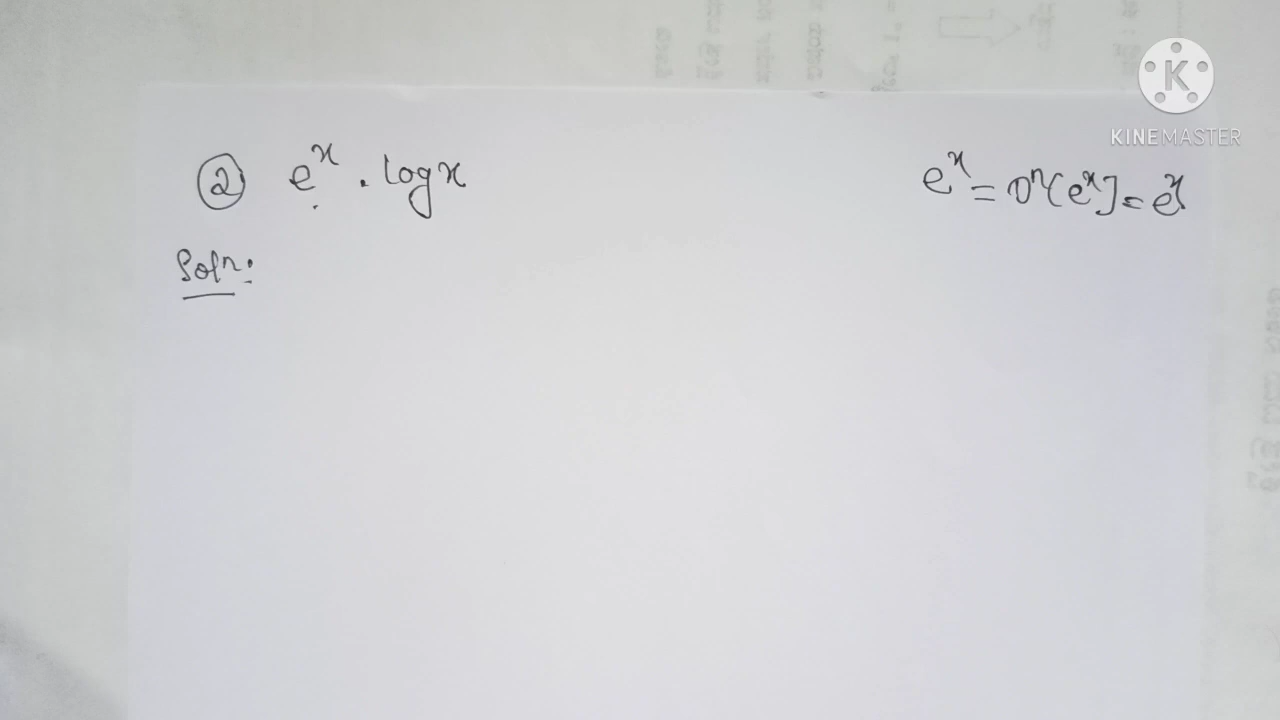 ② eˣ . log x
eˣ = Dⁿ[eˣ] = eˣ
Solⁿ:
KINEMASTER